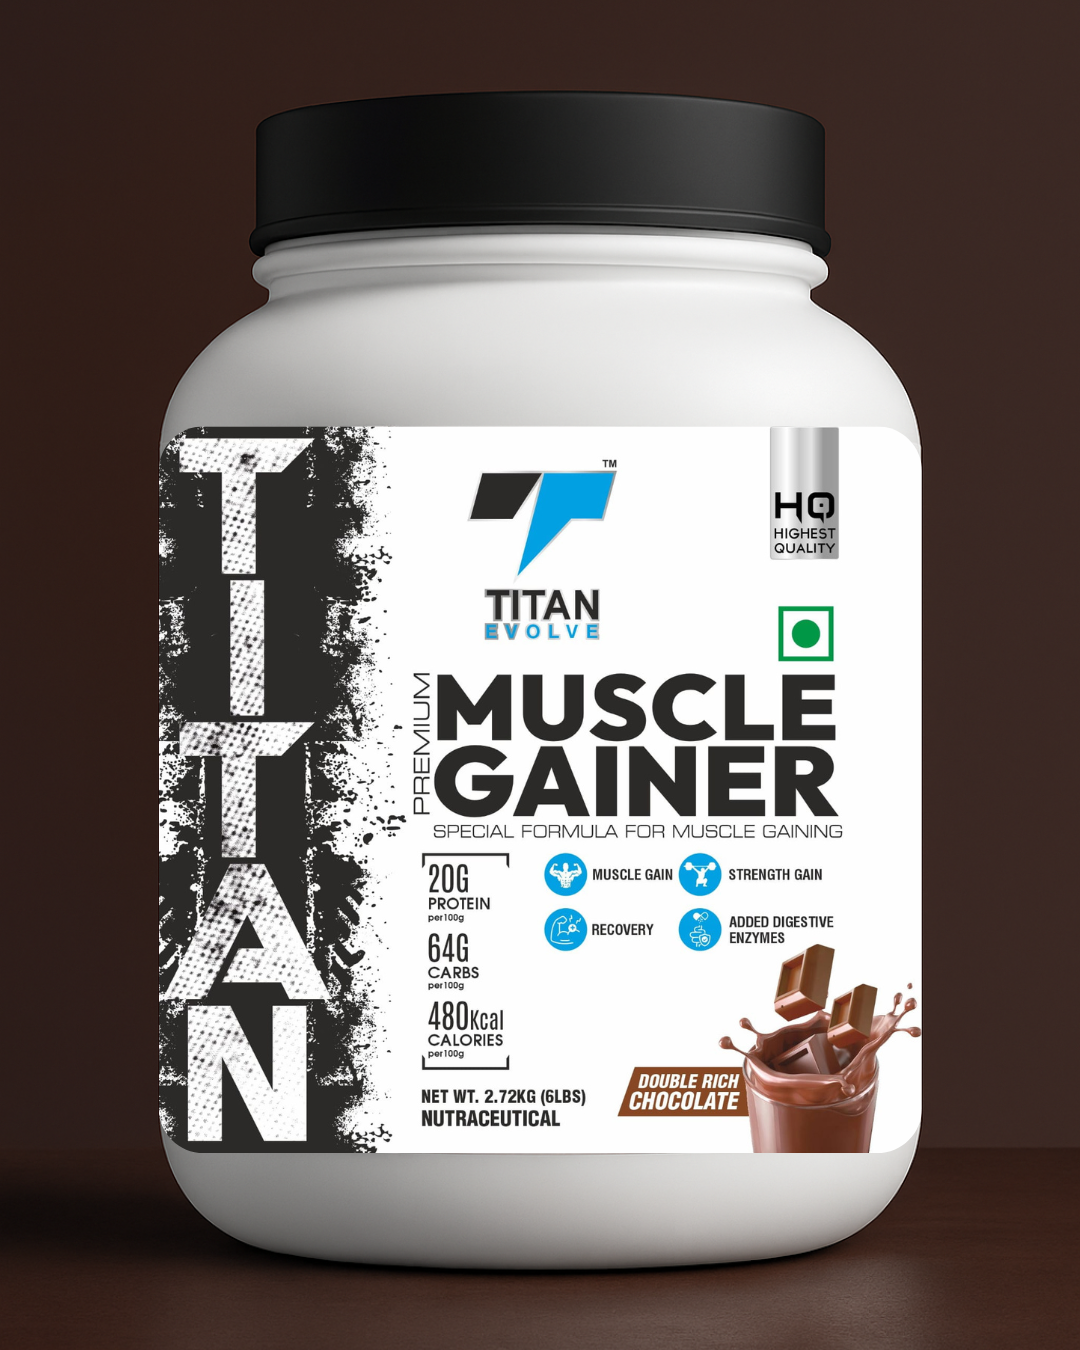 TITAN
TM
TITAN
EVOLVE
HQ
HIGHEST
QUALITY
PREMIUM
MUSCLE
GAINER
SPECIAL FORMULA FOR MUSCLE GAINING
20G
PROTEIN
per100g
64G
CARBS
per100g
480Kcal
CALORIES
per100g
MUSCLE GAIN
STRENGTH GAIN
RECOVERY
ADDED DIGESTIVE
ENZYMES
NET WT. 2.72KG (6LBS)
NUTRACEUTICAL
DOUBLE RICH
CHOCOLATE